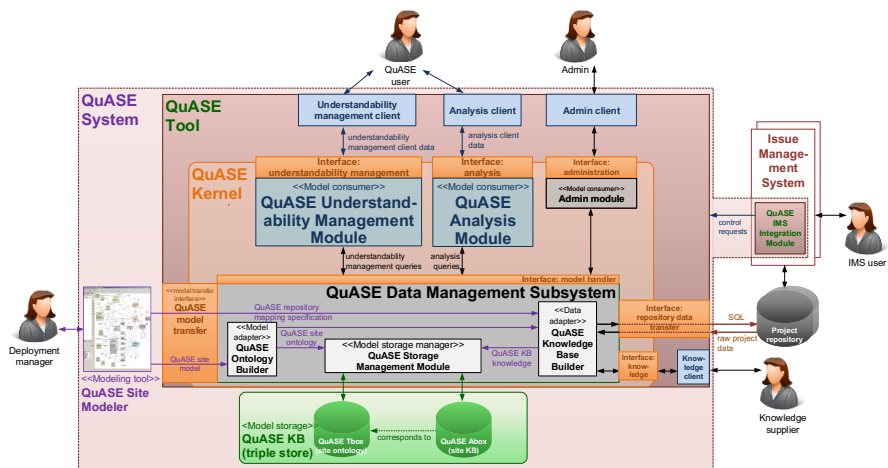 QuASE
user
Admin
QuASE
System
QuASE
Tool
Understandability
management client
Analysis client
Admin client
understandability
management client data
analysis client
data
Issue
Manage-
ment
System
QuASE
Kernel
Interface:
understandability management
Interface:
analysis
Interface:
administration
<<Model consumer>>
QuASE Understand-
ability Management
Module
<<Model consumer>>
QuASE
Analysis
Module
<<Model consumer>>
Admin module
QuASE
IMS
Integration
Module
control
requests
IMS user
understandability
management queries
analysis
queries
Interface: model handler
QuASE Data Management Subsystem
<<model transfer
interface>>
QuASE
model
transfer
QuASE repository
mapping specification
<<Data
adapter>>
QuASE
Knowledge
Base
Builder
Interface:
repository data
transfer
SQL
raw project
data
Project
repository
Deployment
manager
<<Model
adapter>>
QuASE
Ontology
Builder
QuASE site
ontology
<<Model storage manager>>
QuASE Storage
Management Module
QuASE KB
knowledge
QuASE site
model
Interface:
know-
ledge
Know-
ledge
client
<<Modeling tool>>
QuASE Site
Modeler
Knowledge
supplier
<Model storage>>
QuASE KB
(triple store)
QuASE Tbox
(site ontology)
corresponds to
QuASE Abox
(site KB)